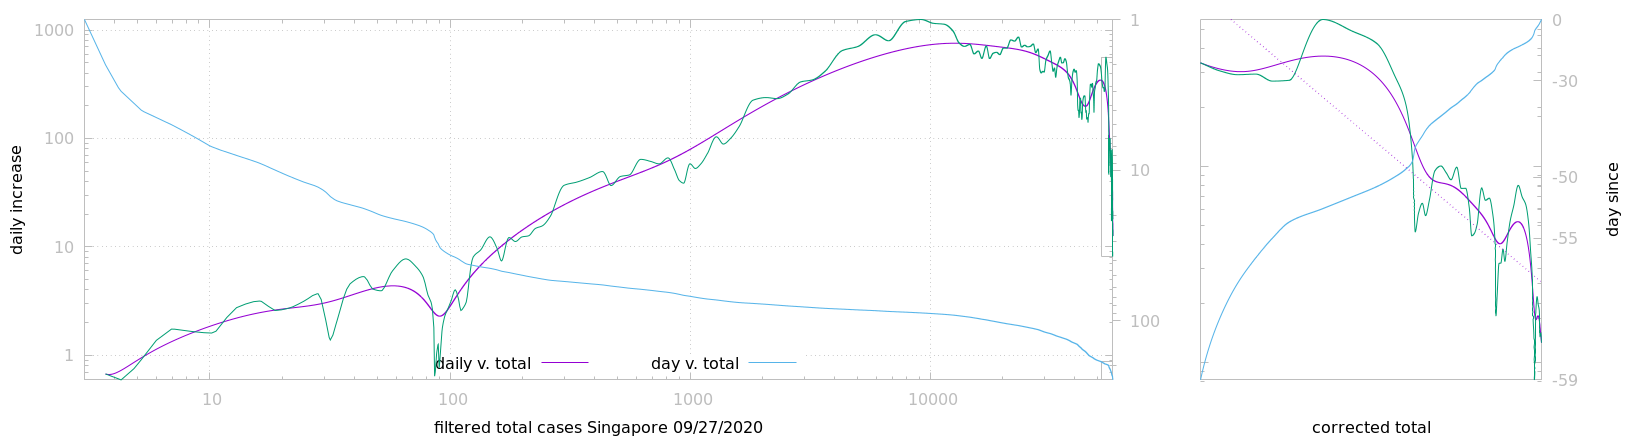 1000
100
10
1
daily increase
10
100
1000
10000
filtered total cases Singapore 09/27/2020
daily v. total
day v. total
1
10
100
0
-30
-50
-55
-59
day since
corrected total